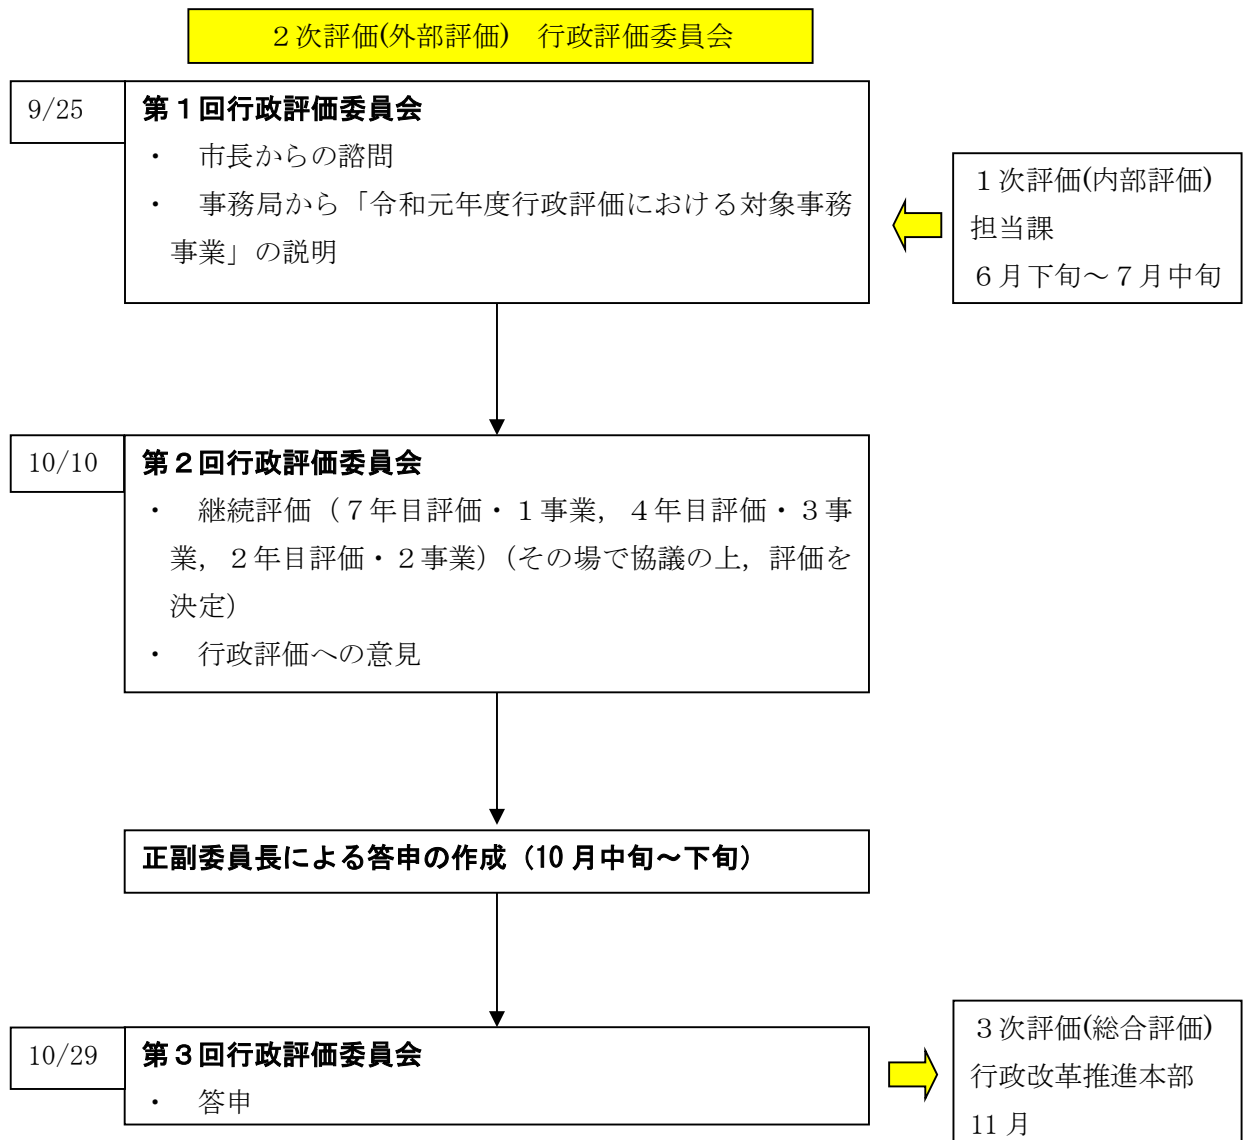 ２次評価(外部評価)　行政評価委員会
9/25
第１回行政評価委員会
・　市長からの諮問
・　事務局から「令和元年度行政評価における対象事務
事業」の説明
１次評価(内部評価)
担当課
６月下旬～７月中旬
10/10
第２回行政評価委員会
・　継続評価（７年目評価・１事業，４年目評価・３事
業，２年目評価・２事業）（その場で協議の上，評価を
決定）
・　行政評価への意見
正副委員長による答申の作成（10 月中旬～下旬）
10/29
第３回行政評価委員会
・　答申
３次評価(総合評価)
行政改革推進本部
11 月